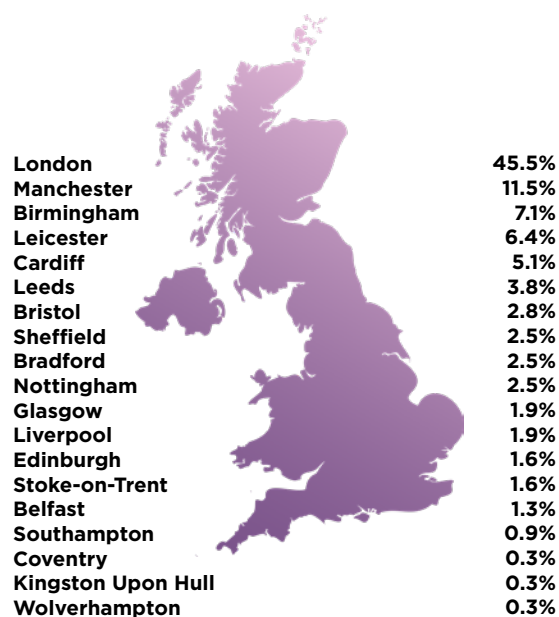 London 45.5%
Manchester 11.5%
Birmingham 7.1%
Leicester 6.4%
Cardiff 5.1%
Leeds 3.8%
Bristol 2.8%
Sheffield 2.5%
Bradford 2.5%
Nottingham 2.5%
Glasgow 1.9%
Liverpool 1.9%
Edinburgh 1.6%
Stoke-on-Trent 1.6%
Belfast 1.3%
Southampton 0.9%
Coventry 0.3%
Kingston Upon Hull 0.3%
Wolverhampton 0.3%